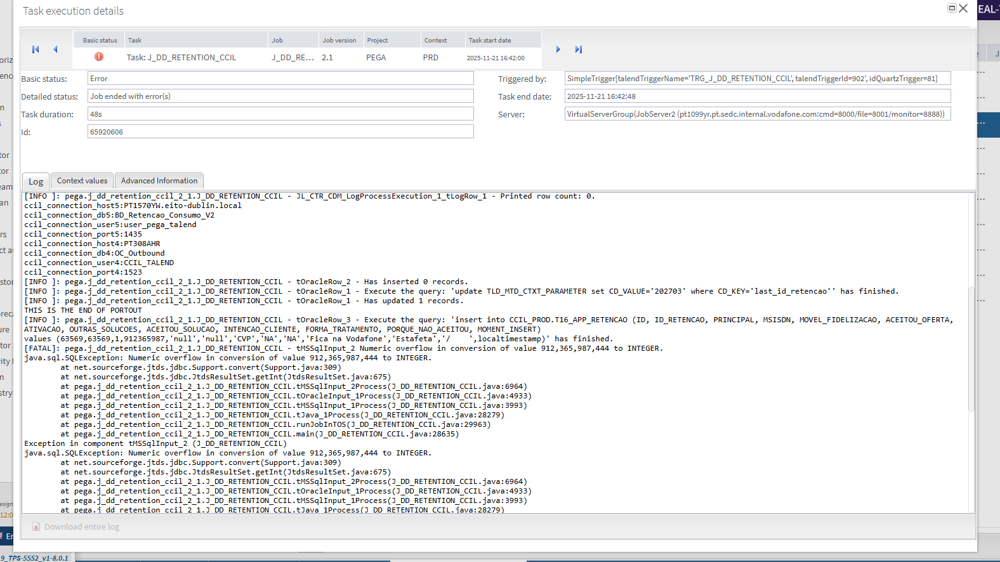 Task execution details
EAL-
Basic status Task Job Job version Project Context Task start date
Task: J_DD_RETENTION_CCIL J_DD_RE... 2.1 PEGA PRD 2025-11-21 16:42:00
Basic status: Error
Triggered by: SimpleTrigger[talendTriggerName='TRG_J_DD_RETENTION_CCIL', talendTriggerId=902', idQuartzTrigger=81]
Detailed status: Job ended with error(s)
Task end date: 2025-11-21 16:42:48
Task duration: 48s
Server: VirtualServerGroup(JobServer2 (pt1099yr.pt.sedc.internal.vodafone.com:cmd=8000/file=8001/monitor=8888))
Id: 65920606
Log Context values Advanced Information
[INFO ]: pega.j_dd_retention_ccil_2_1.J_DD_RETENTION_CCIL - JL_CTR_CDM_LogProcessExecution_1_tLogRow_1 - Printed row count: 0.
ccil_connection_host5:PT1570YW.eito-dublin.local
ccil_connection_db5:BD_Retencao_Consumo_V2
ccil_connection_user5:user_pega_talend
ccil_connection_port5:1435
ccil_connection_host4:PT308AHR
ccil_connection_db4:OC_Outbound
ccil_connection_user4:CCIL_TALEND
ccil_connection_port4:1523
[INFO ]: pega.j_dd_retention_ccil_2_1.J_DD_RETENTION_CCIL - tOracleRow_2 - Has inserted 0 records.
[INFO ]: pega.j_dd_retention_ccil_2_1.J_DD_RETENTION_CCIL - tOracleRow_1 - Execute the query: 'update TLD_MTD_CTXT_PARAMETER set CD_VALUE='202703' where CD_KEY='last_id_retencao'' has finished.
[INFO ]: pega.j_dd_retention_ccil_2_1.J_DD_RETENTION_CCIL - tOracleRow_1 - Has updated 1 records.
THIS IS THE END OF PORTOUT
[INFO ]: pega.j_dd_retention_ccil_2_1.J_DD_RETENTION_CCIL - tOracleRow_3 - Execute the query: 'insert into CCIL_PROD.T16_APP_RETENCAO (ID, ID_RETENCAO, PRINCIPAL, MSISDN, MOVEL_FIDELIZACAO, ACEITOU_OFERTA,
ATIVACAO, OUTRAS_SOLUCOES, ACEITOU_SOLUCAO, INTENCAO_CLIENTE, FORMA_TRATAMENTO, PORQUE_NAO_ACEITOU, MOMENT_INSERT)
values (63569,63569,1,912365987,'null','null','CVP','NA','NA','Fica na Vodafone','Estafeta','/    ',localtimestamp)' has finished.
[FATAL]: pega.j_dd_retention_ccil_2_1.J_DD_RETENTION_CCIL - tMSSqlInput_2 Numeric overflow in conversion of value 912,365,987,444 to INTEGER.
java.sql.SQLException: Numeric overflow in conversion of value 912,365,987,444 to INTEGER.
at net.sourceforge.jtds.jdbc.Support.convert(Support.java:309)
at net.sourceforge.jtds.jdbc.JtdsResultSet.getInt(JtdsResultSet.java:675)
at pega.j_dd_retention_ccil_2_1.J_DD_RETENTION_CCIL.tMSSqlInput_2Process(J_DD_RETENTION_CCIL.java:6964)
at pega.j_dd_retention_ccil_2_1.J_DD_RETENTION_CCIL.tOracleInput_1Process(J_DD_RETENTION_CCIL.java:4933)
at pega.j_dd_retention_ccil_2_1.J_DD_RETENTION_CCIL.tMSSqlInput_1Process(J_DD_RETENTION_CCIL.java:3993)
at pega.j_dd_retention_ccil_2_1.J_DD_RETENTION_CCIL.tJava_1Process(J_DD_RETENTION_CCIL.java:28279)
at pega.j_dd_retention_ccil_2_1.J_DD_RETENTION_CCIL.runJobInTOS(J_DD_RETENTION_CCIL.java:29963)
at pega.j_dd_retention_ccil_2_1.J_DD_RETENTION_CCIL.main(J_DD_RETENTION_CCIL.java:28635)
Exception in component tMSSqlInput_2 (J_DD_RETENTION_CCIL)
java.sql.SQLException: Numeric overflow in conversion of value 912,365,987,444 to INTEGER.
at net.sourceforge.jtds.jdbc.Support.convert(Support.java:309)
at net.sourceforge.jtds.jdbc.JtdsResultSet.getInt(JtdsResultSet.java:675)
at pega.j_dd_retention_ccil_2_1.J_DD_RETENTION_CCIL.tMSSqlInput_2Process(J_DD_RETENTION_CCIL.java:6964)
at pega.j_dd_retention_ccil_2_1.J_DD_RETENTION_CCIL.tOracleInput_1Process(J_DD_RETENTION_CCIL.java:4933)
at pega.j_dd_retention_ccil_2_1.J_DD_RETENTION_CCIL.tMSSqlInput_1Process(J_DD_RETENTION_CCIL.java:3993)
at pega.j_dd_retention_ccil_2_1.J_DD_RETENTION_CCIL.tJava_1Process(J_DD_RETENTION_CCIL.java:28279)
Download entire log
9_TPS-5552_v1-8.0.1